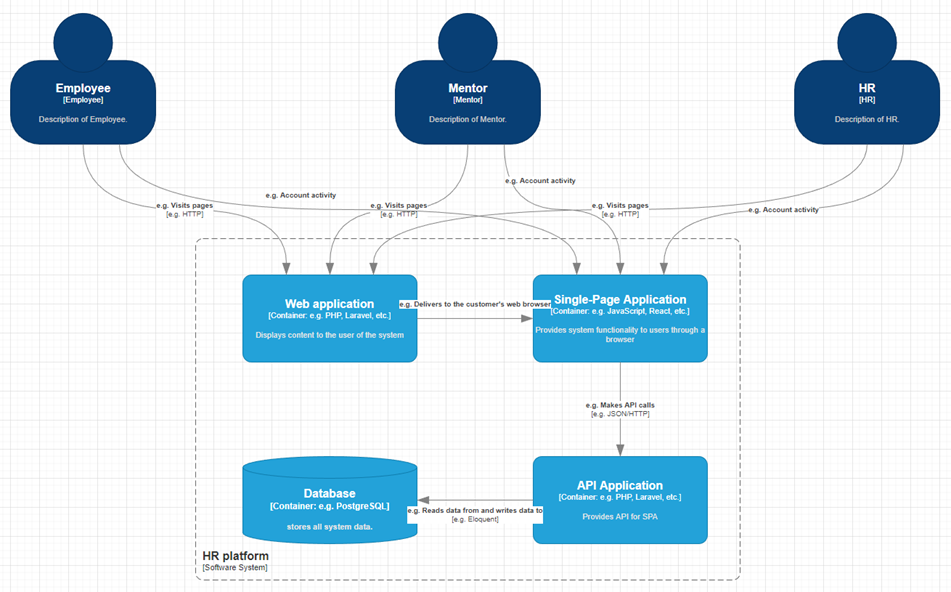 Employee
[Employee]
Description of Employee.
Mentor
[Mentor]
Description of Mentor.
HR
[HR]
Description of HR.
e.g. Account activity
e.g. Account activity
e.g. Visits pages
[e.g. HTTP]
e.g. Visits pages
[e.g. HTTP]
e.g. Visits pages
[e.g. HTTP]
e.g. Account activity
Web application
[Container: e.g. PHP, Laravel, etc.]
Displays content to the user of the system
e.g. Delivers to the customer's web browser
Single-Page Application
[Container: e.g. JavaScript, React, etc.]
Provides system functionality to users through a
browser
e.g. Makes API calls
[e.g. JSON/HTTP]
Database
[Container: e.g. PostgreSQL]
stores all system data.
e.g. Reads data from and writes data to
[e.g. Eloquent]
API Application
[Container: e.g. PHP, Laravel, etc.]
Provides API for SPA
HR platform
[Software System]